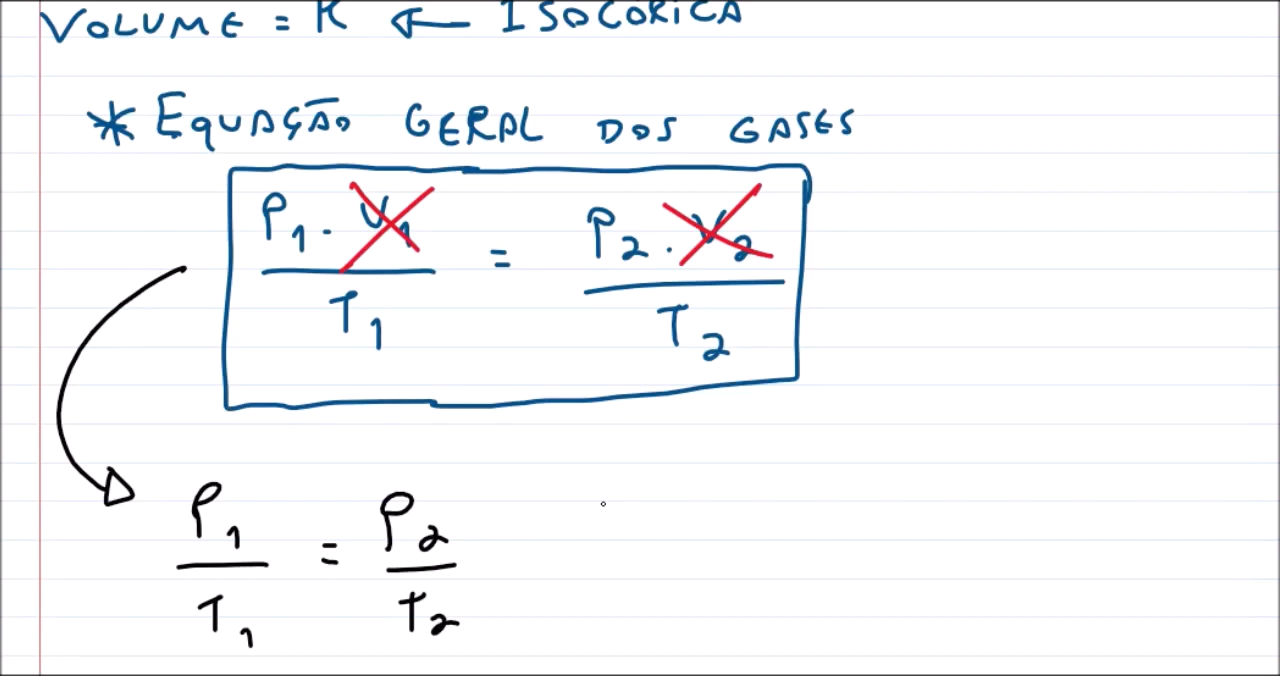 VOLUME = K ← ISOCÓRICA
* EQUAÇÃO GERAL DOS GASES
P1 . V1 / T1 = P2 . V2 / T2
P1 / T1 = P2 / T2